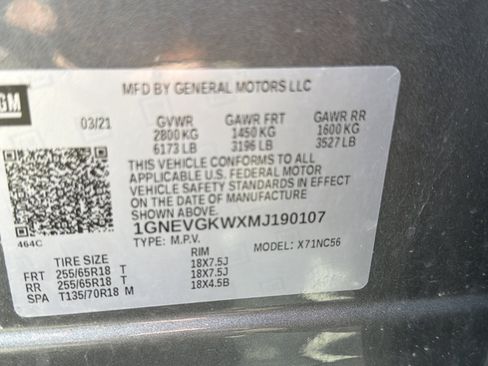 GM
MFD BY GENERAL MOTORS LLC
03/21 GVWR GAWR FRT GAWR RR
2800 KG 1450 KG 1600 KG
6173 LB 3196 LB 3527 LB
THIS VEHICLE CONFORMS TO ALL
APPLICABLE U.S. FEDERAL MOTOR
VEHICLE SAFETY STANDARDS IN EFFECT
ON THE DATE OF MANUFACTURE
SHOWN ABOVE.
1GNEVGKWXMJ190107
464C
TYPE: M.P.V. MODEL: X71NC56
TIRE SIZE RIM
FRT 255/65R18 T 18X7.5J
RR 255/65R18 T 18X7.5J
SPA T135/70R18 M 18X4.5B